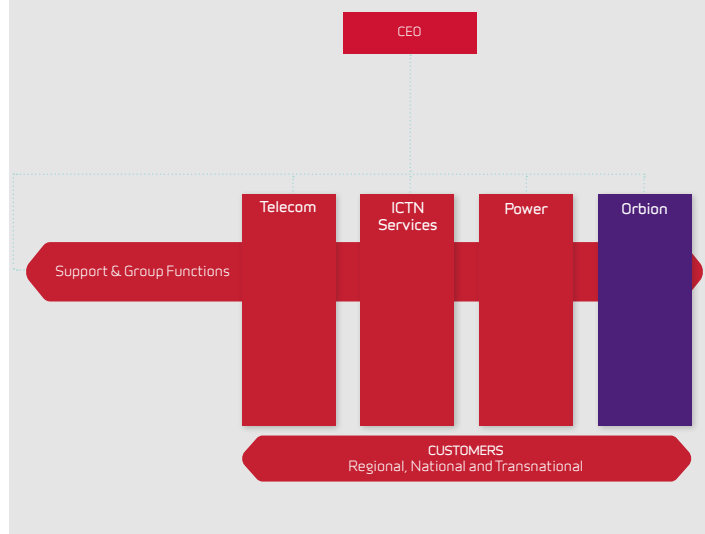 CEO
Telecom
ICTN
Services
Power
Orbion
Support & Group Functions
CUSTOMERS
Regional, National and Transnational